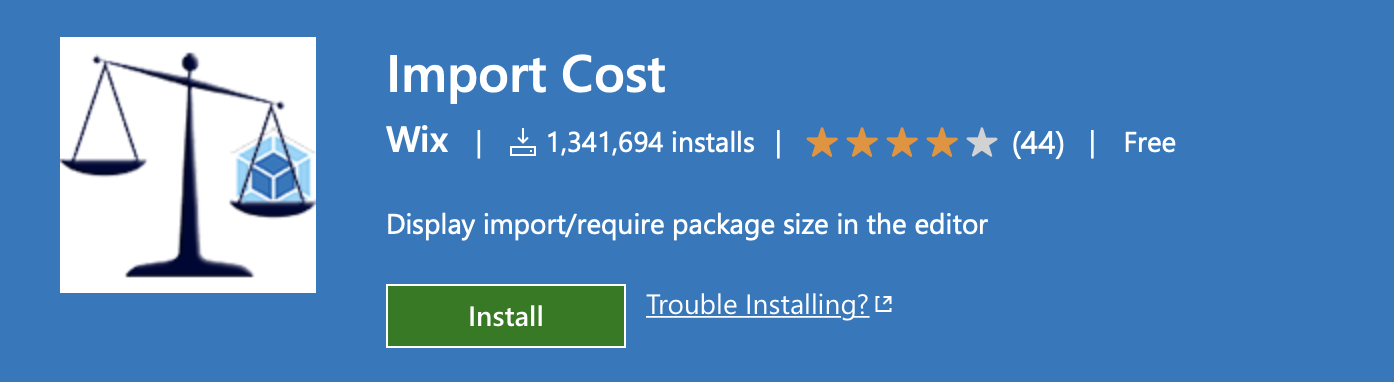 Import Cost
Wix | 1,341,694 installs | (44) | Free
Display import/require package size in the editor
Install Trouble Installing?